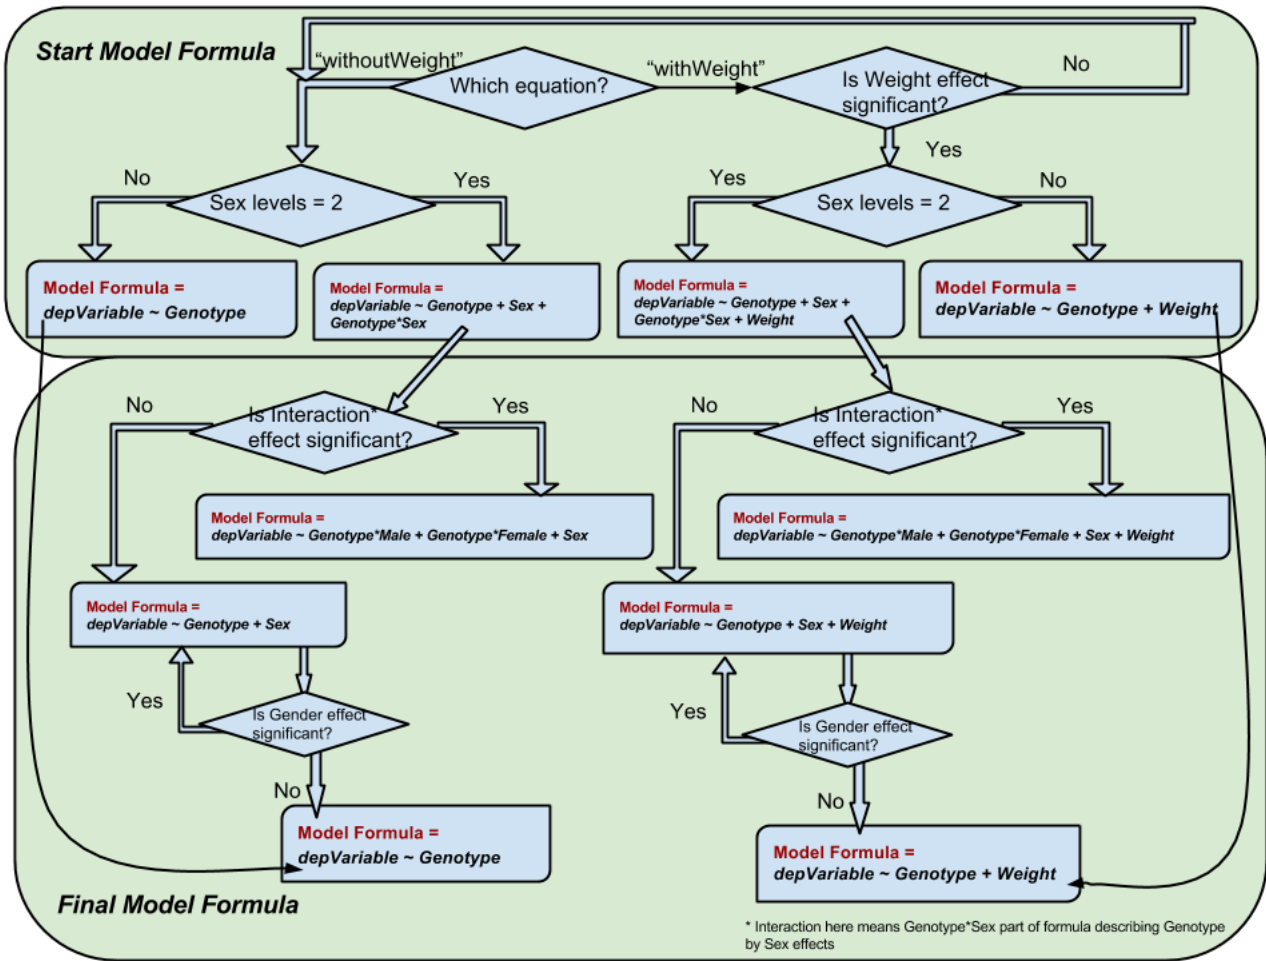 Start Model Formula
"withoutWeight"
Which equation?
"withWeight"
Is Weight effect
significant?
No
Yes
No
Sex levels = 2
Yes
Yes
Sex levels = 2
No
Model Formula =
depVariable ~ Genotype
Model Formula =
depVariable ~ Genotype + Sex +
Genotype*Sex
Model Formula =
depVariable ~ Genotype + Sex +
Genotype*Sex + Weight
Model Formula =
depVariable ~ Genotype + Weight
No
Is Interaction*
effect significant?
Yes
No
Is Interaction*
effect significant?
Yes
Model Formula =
depVariable ~ Genotype*Male + Genotype*Female + Sex
Model Formula =
depVariable ~ Genotype*Male + Genotype*Female + Sex + Weight
Model Formula =
depVariable ~ Genotype + Sex
Model Formula =
depVariable ~ Genotype + Sex + Weight
Yes
Is Gender effect
significant?
No
Yes
Is Gender effect
significant?
No
Model Formula =
depVariable ~ Genotype
Model Formula =
depVariable ~ Genotype + Weight
Final Model Formula
* Interaction here means Genotype*Sex part of formula describing Genotype
by Sex effects